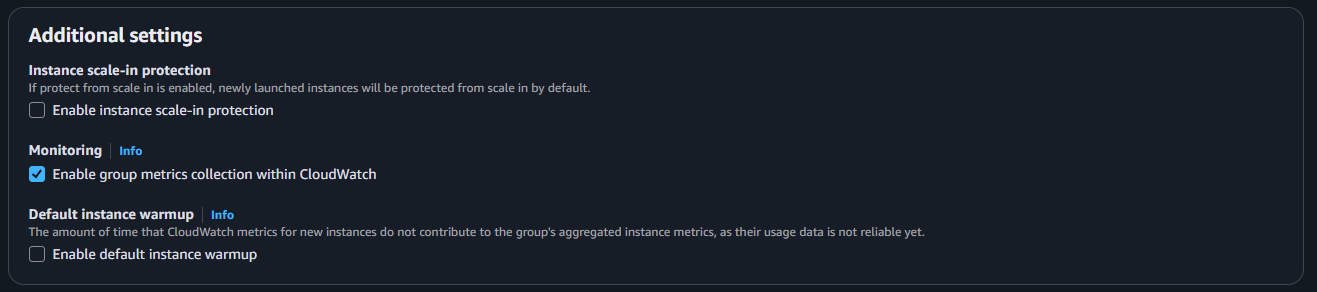 Additional settings
Instance scale-in protection
If protect from scale in is enabled, newly launched instances will be protected from scale in by default.
Enable instance scale-in protection
Monitoring Info
Enable group metrics collection within CloudWatch
Default instance warmup Info
The amount of time that CloudWatch metrics for new instances do not contribute to the group's aggregated instance metrics, as their usage data is not reliable yet.
Enable default instance warmup